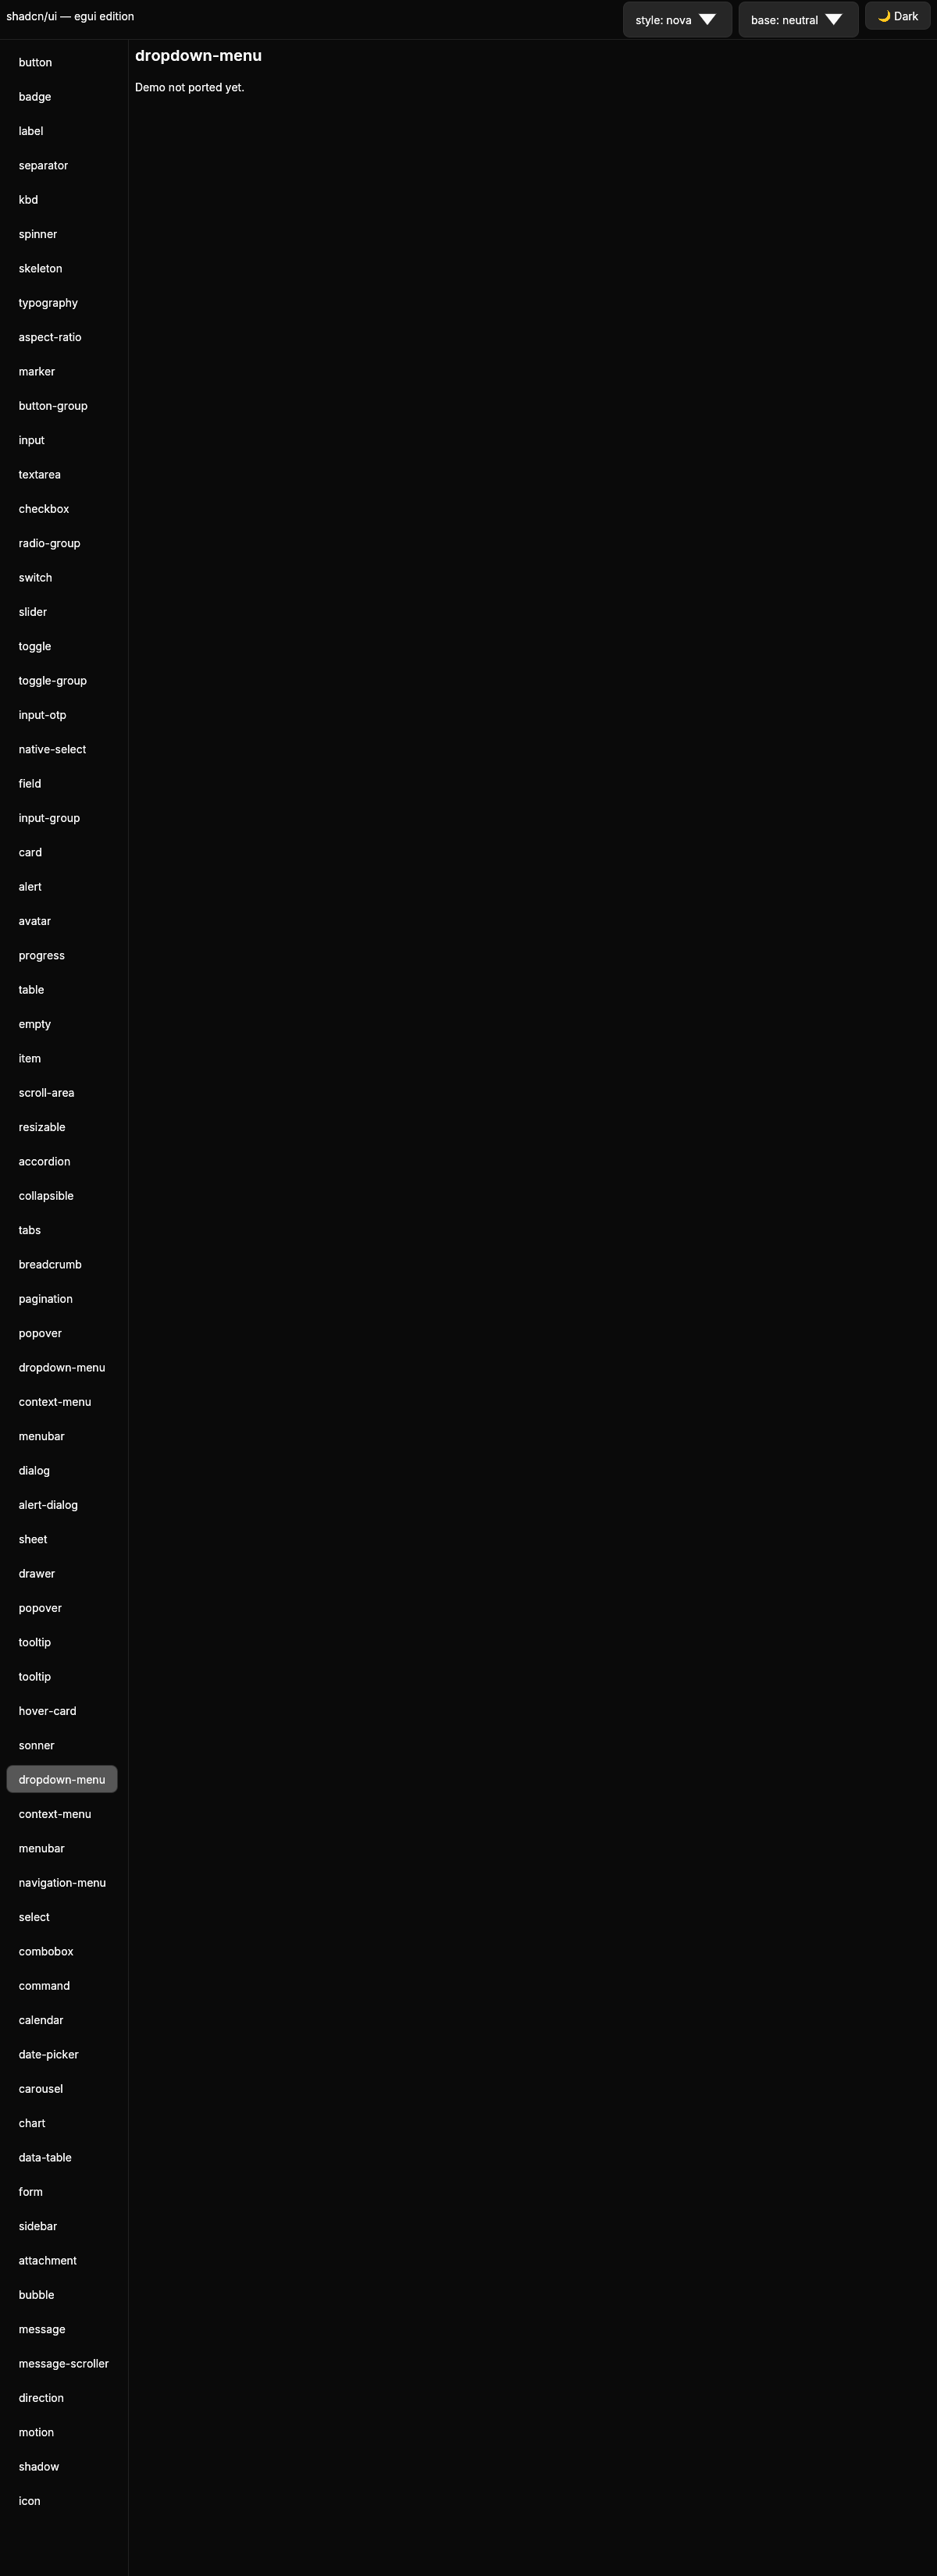 shadcn/ui — egui edition
style: nova
base: neutral
🌙 Dark
dropdown-menu
Demo not ported yet.
button
badge
label
separator
kbd
spinner
skeleton
typography
aspect-ratio
marker
button-group
input
textarea
checkbox
radio-group
switch
slider
toggle
toggle-group
input-otp
native-select
field
input-group
card
alert
avatar
progress
table
empty
item
scroll-area
resizable
accordion
collapsible
tabs
breadcrumb
pagination
popover
dropdown-menu
context-menu
menubar
dialog
alert-dialog
sheet
drawer
popover
tooltip
tooltip
hover-card
sonner
dropdown-menu
context-menu
menubar
navigation-menu
select
combobox
command
calendar
date-picker
carousel
chart
data-table
form
sidebar
attachment
bubble
message
message-scroller
direction
motion
shadow
icon